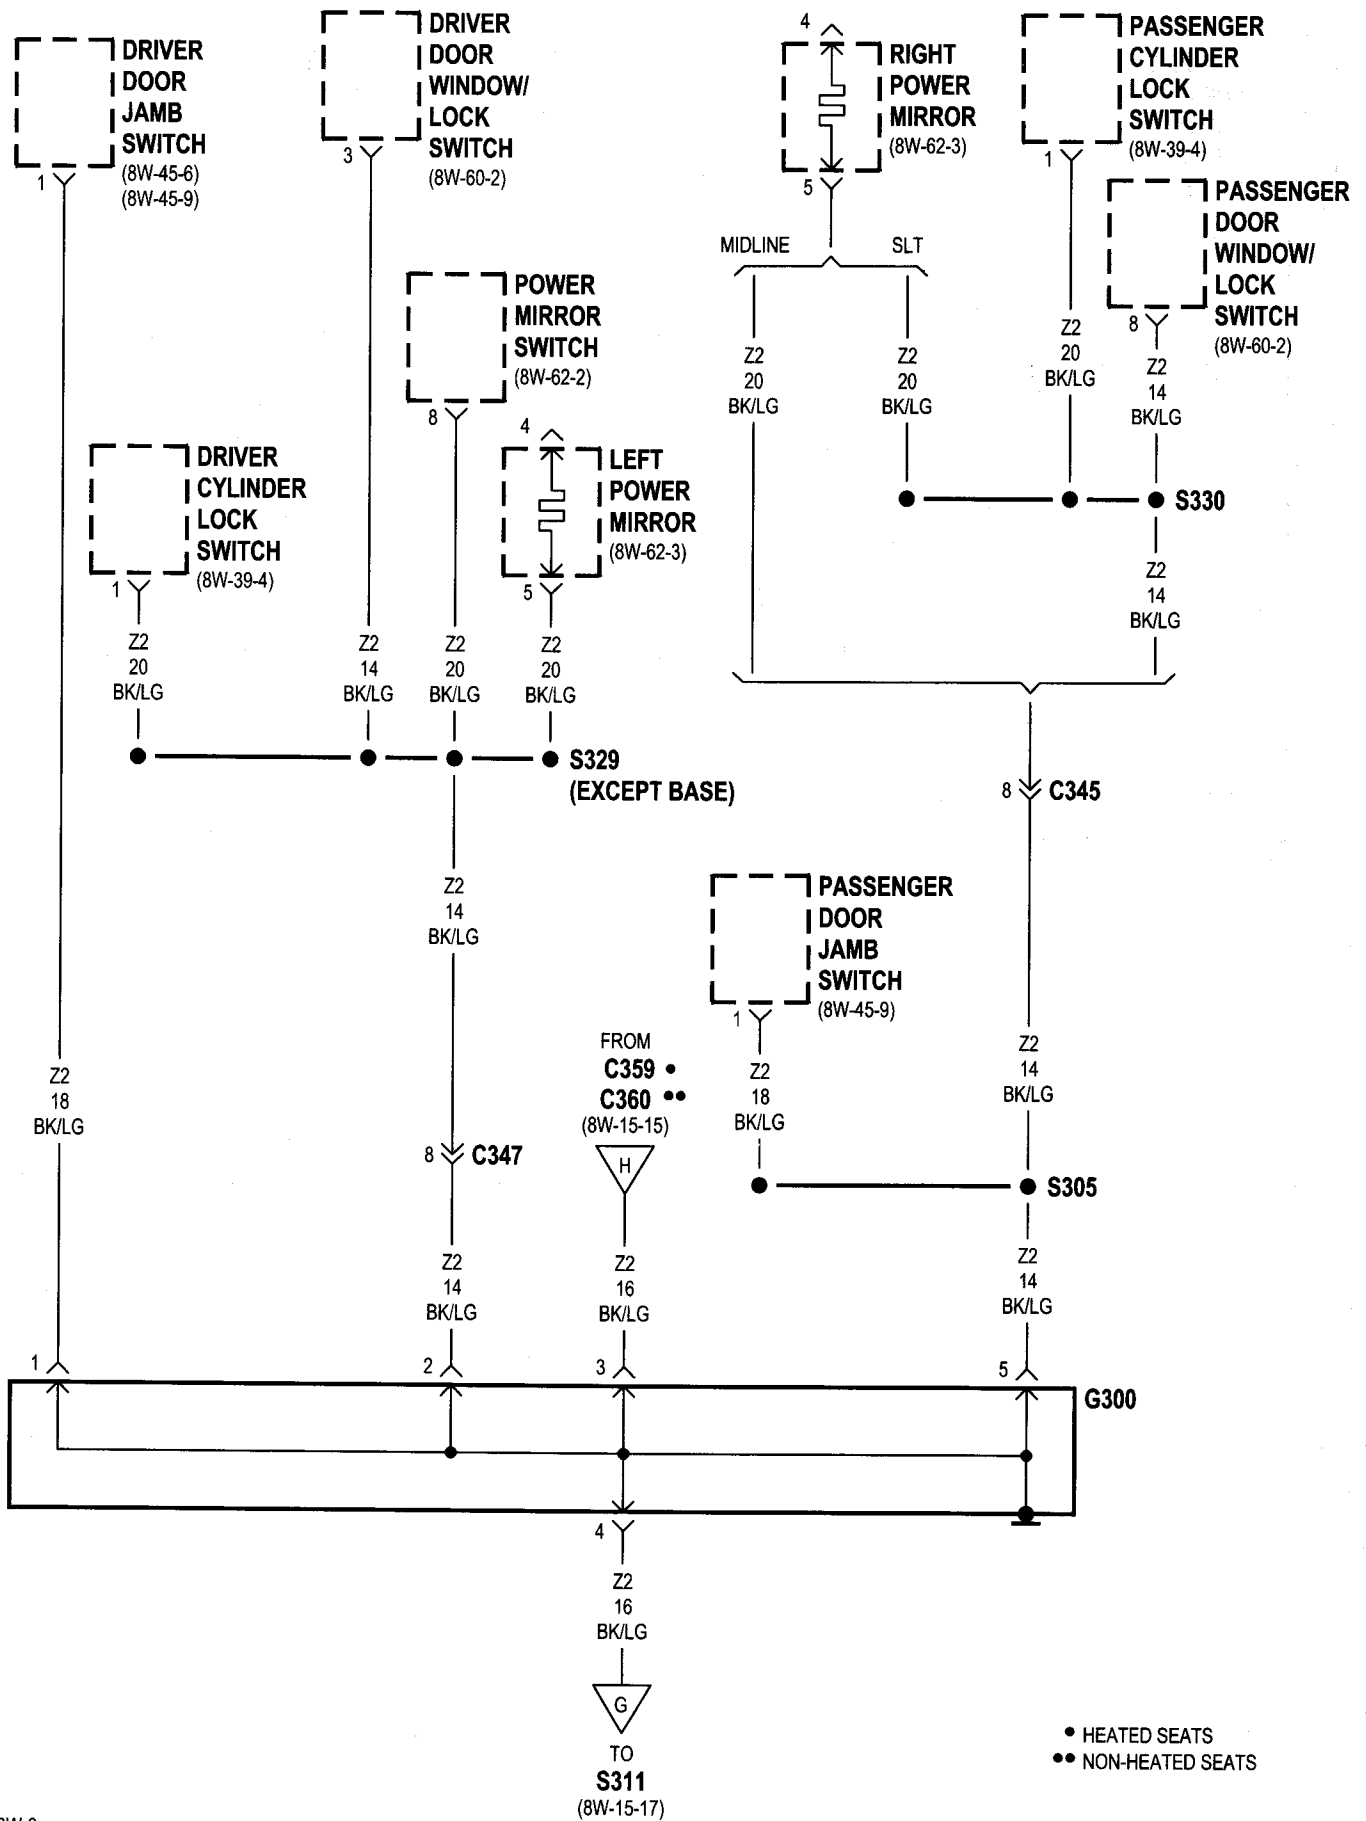 DRIVER
DOOR
JAMB
SWITCH
(8W-45-6)
(8W-45-9)
1
DRIVER
DOOR
WINDOW/
LOCK
SWITCH
(8W-60-2)
3
4
RIGHT
POWER
MIRROR
(8W-62-3)
5
PASSENGER
CYLINDER
LOCK
SWITCH
(8W-39-4)
1
PASSENGER
DOOR
WINDOW/
LOCK
SWITCH
(8W-60-2)
8
MIDLINE
SLT
POWER
MIRROR
SWITCH
(8W-62-2)
8
Z2
20
BK/LG
Z2
20
BK/LG
Z2
20
BK/LG
Z2
14
BK/LG
DRIVER
CYLINDER
LOCK
SWITCH
(8W-39-4)
1
4
LEFT
POWER
MIRROR
(8W-62-3)
5
S330
Z2
14
BK/LG
Z2
20
BK/LG
Z2
14
BK/LG
Z2
20
BK/LG
Z2
20
BK/LG
S329
(EXCEPT BASE)
8
C345
Z2
14
BK/LG
PASSENGER
DOOR
JAMB
SWITCH
(8W-45-9)
1
FROM
C359 •
C360 ••
(8W-15-15)
H
Z2
18
BK/LG
Z2
18
BK/LG
Z2
14
BK/LG
8
C347
S305
Z2
14
BK/LG
Z2
16
BK/LG
Z2
14
BK/LG
1
2
3
5
G300
4
Z2
16
BK/LG
G
TO
S311
(8W-15-17)
• HEATED SEATS
•• NON-HEATED SEATS